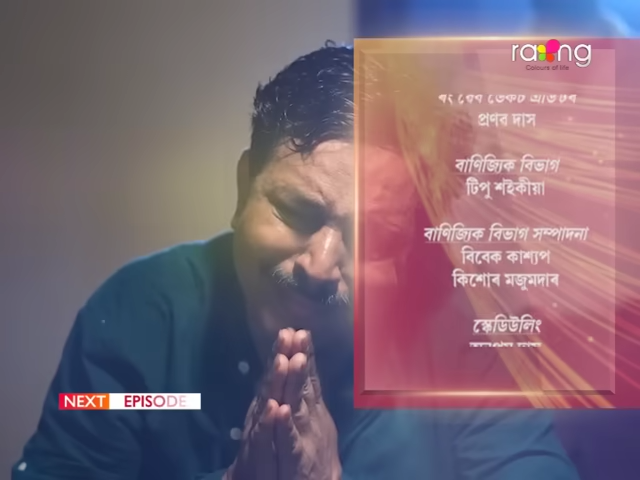 rang
Colours of life
প্ৰণৱ দাস
বাণিজ্যিক বিভাগ
টিপু শইকীয়া
বাণিজ্যিক বিভাগ সম্পাদনা
বিবেক কাশ্যপ
কিশোৰ মজুমদাৰ
স্কেডিউলিং
NEXT EPISODE